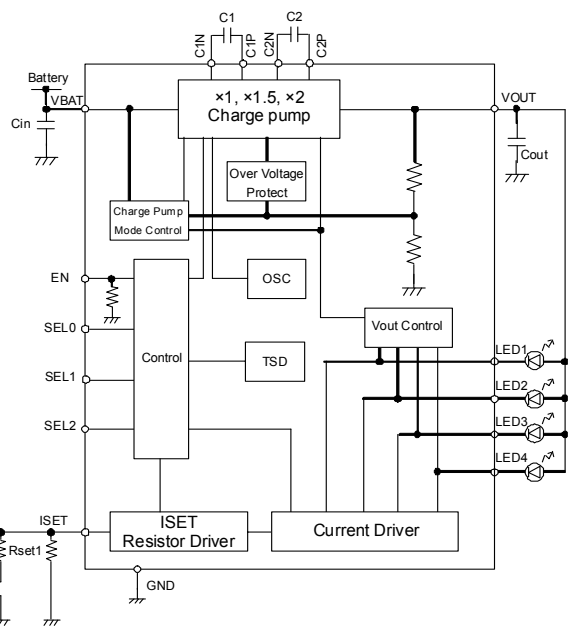 C1
C2
C1N
C1P
C2N
C2P
Battery
VBAT
×1, ×1.5, ×2
Charge pump
VOUT
Cin
Cout
Over Voltage
Protect
Charge Pump
Mode Control
EN
OSC
SEL0
Vout Control
Control
TSD
LED1
SEL1
LED2
SEL2
LED3
LED4
ISET
ISET
Resistor Driver
Current Driver
Rset1
GND